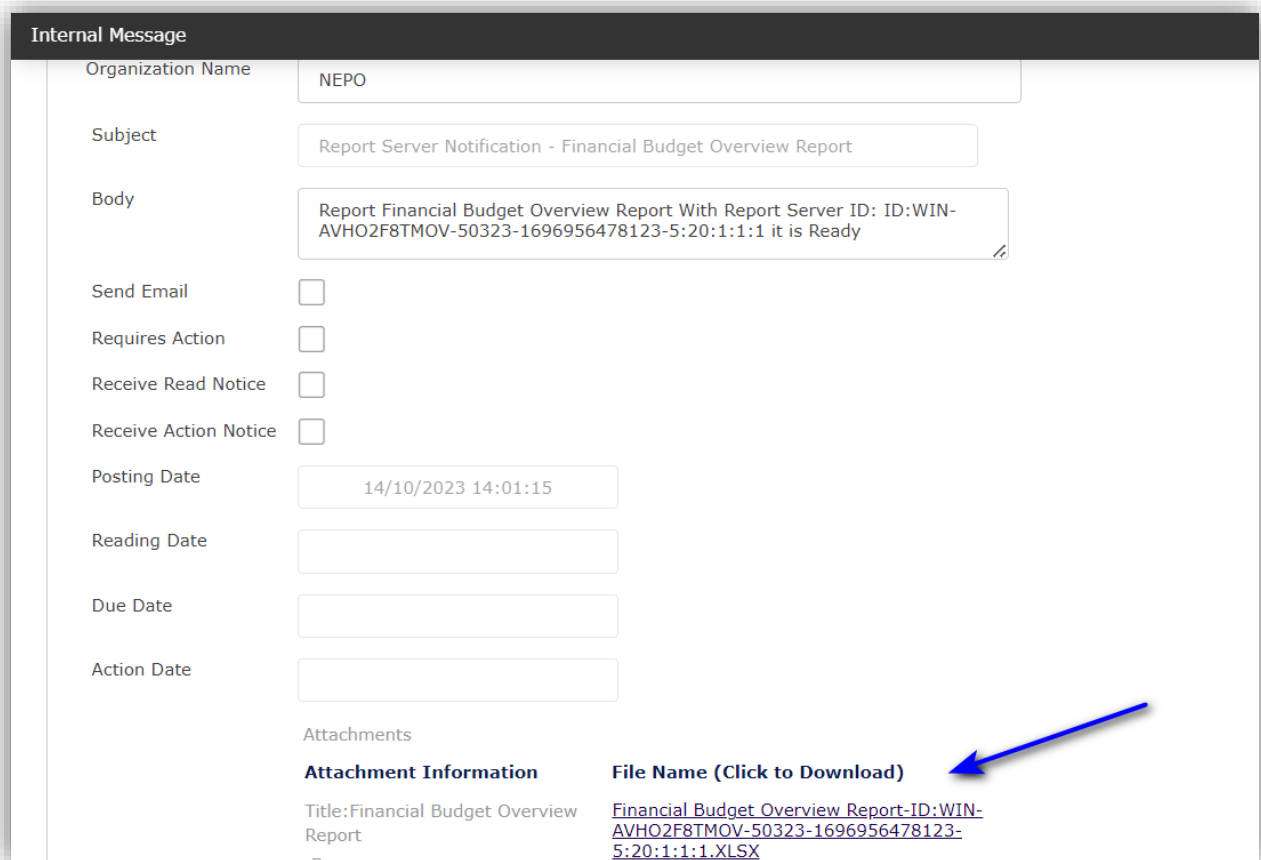 Internal Message
Organization Name
NEPO
Subject
Report Server Notification - Financial Budget Overview Report
Body
Report Financial Budget Overview Report With Report Server ID: ID:WIN-
AVHO2F8TMOV-50323-1696956478123-5:20:1:1:1 it is Ready
Send Email
Requires Action
Receive Read Notice
Receive Action Notice
Posting Date
14/10/2023 14:01:15
Reading Date
Due Date
Action Date
Attachments
Attachment Information
File Name (Click to Download)
Title:Financial Budget Overview
Report
Financial Budget Overview Report-ID:WIN-
AVHO2F8TMOV-50323-1696956478123-
5:20:1:1:1.XLSX